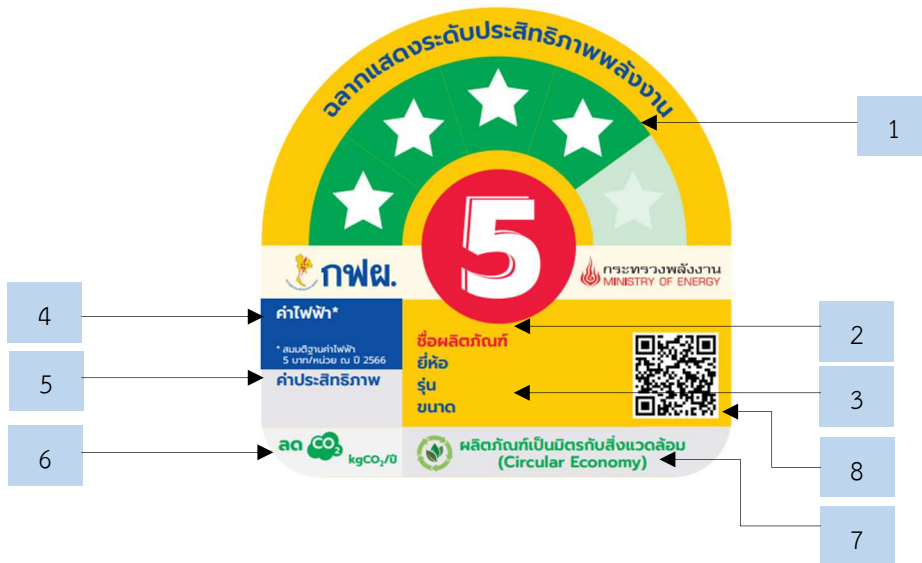 ฉลากแสดงระดับประสิทธิภาพพลังงาน
1
5
กฟผ.
กระทรวงพลังงาน
MINISTRY OF ENERGY
4
ค่าไฟฟ้า*
* สมมติฐานค่าไฟฟ้า
5 บาท/หน่วย ณ ปี 2566
ชื่อผลิตภัณฑ์
2
ยี่ห้อ
5
ค่าประสิทธิภาพ
รุ่น
3
ขนาด
6
ลด CO2 kgCO2/ปี
ผลิตภัณฑ์เป็นมิตรกับสิ่งแวดล้อม
(Circular Economy)
8
7